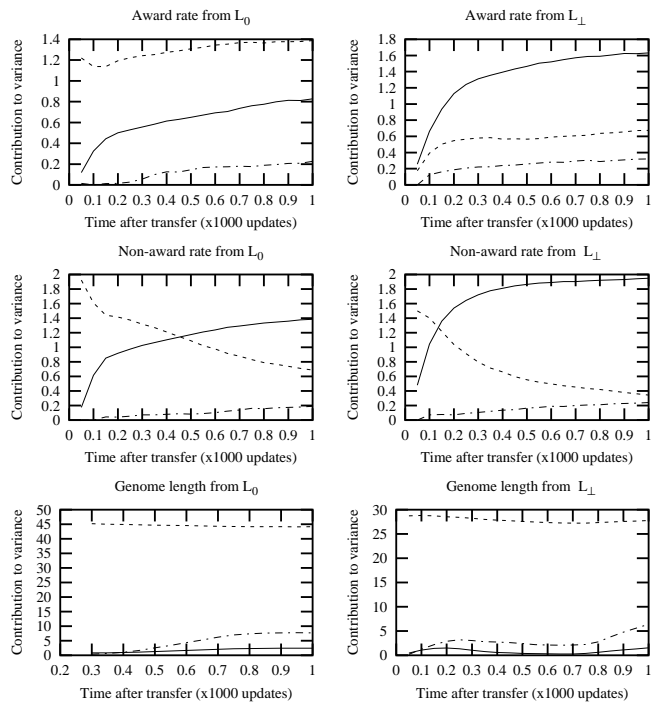 Award rate from L0
Contribution to variance
1.4
1.2
1
0.8
0.6
0.4
0.2
0
0 0.1 0.2 0.3 0.4 0.5 0.6 0.7 0.8 0.9 1
Time after transfer (x1000 updates)
Award rate from L⊥
Contribution to variance
1.8
1.6
1.4
1.2
1
0.8
0.6
0.4
0.2
0
0 0.1 0.2 0.3 0.4 0.5 0.6 0.7 0.8 0.9 1
Time after transfer (x1000 updates)
Non-award rate from L0
Contribution to variance
2
1.8
1.6
1.4
1.2
1
0.8
0.6
0.4
0.2
0
0 0.1 0.2 0.3 0.4 0.5 0.6 0.7 0.8 0.9 1
Time after transfer (x1000 updates)
Non-award rate from L⊥
Contribution to variance
2
1.8
1.6
1.4
1.2
1
0.8
0.6
0.4
0.2
0
0 0.1 0.2 0.3 0.4 0.5 0.6 0.7 0.8 0.9 1
Time after transfer (x1000 updates)
Genome length from L0
Contribution to variance
50
45
40
35
30
25
20
15
10
5
0
0.2 0.3 0.4 0.5 0.6 0.7 0.8 0.9 1
Time after transfer (x1000 updates)
Genome length from L⊥
Contribution to variance
30
25
20
15
10
5
0
0 0.1 0.2 0.3 0.4 0.5 0.6 0.7 0.8 0.9 1
Time after transfer (x1000 updates)